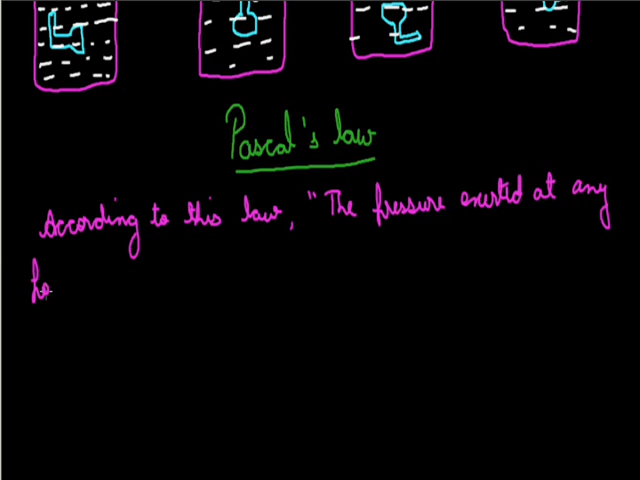 Pascal's law
According to this law, "The pressure exerted at any